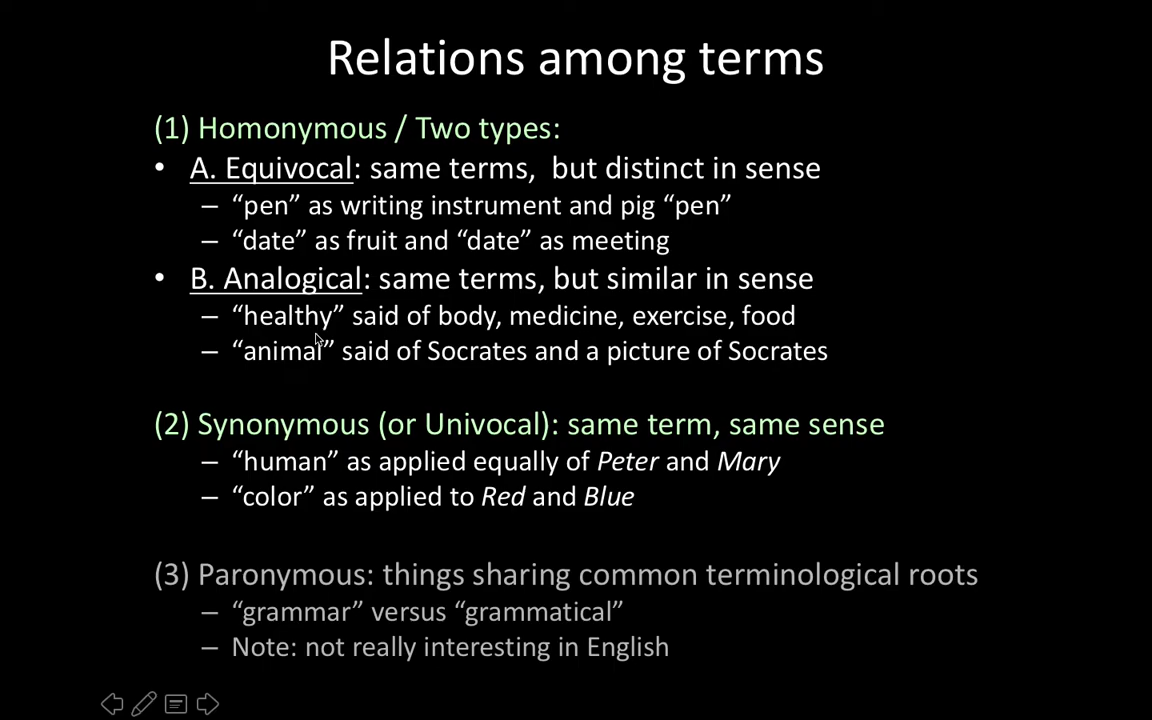 Relations among terms
(1) Homonymous / Two types:
• A. Equivocal: same terms, but distinct in sense
– “pen” as writing instrument and pig “pen”
– “date” as fruit and “date” as meeting
• B. Analogical: same terms, but similar in sense
– “healthy” said of body, medicine, exercise, food
– “animal” said of Socrates and a picture of Socrates
(2) Synonymous (or Univocal): same term, same sense
– “human” as applied equally of Peter and Mary
– “color” as applied to Red and Blue
(3) Paronymous: things sharing common terminological roots
– “grammar” versus “grammatical”
– Note: not really interesting in English